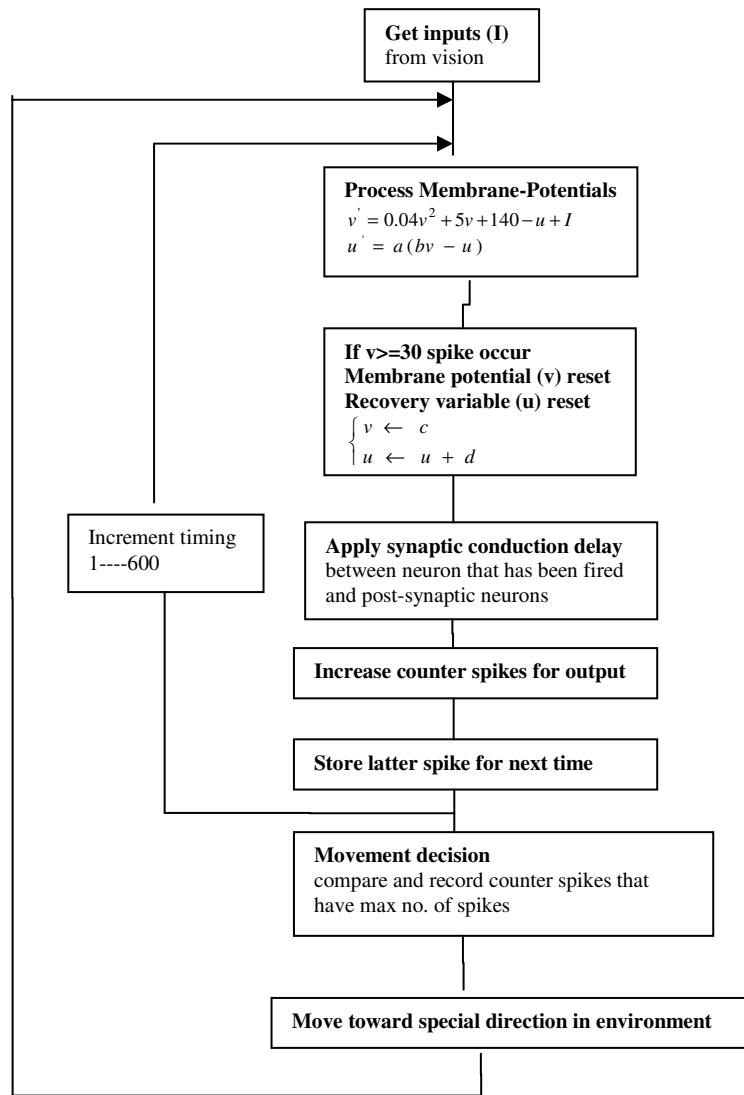 Get inputs (I)
from vision
Process Membrane-Potentials
v' = 0.04v² + 5v + 140 – u + I
u' = a (bv – u)
If v>=30 spike occur
Membrane potential (v) reset
Recovery variable (u) reset
{ v ← c
u ← u + d
Increment timing
1----600
Apply synaptic conduction delay
between neuron that has been fired
and post-synaptic neurons
Increase counter spikes for output
Store latter spike for next time
Movement decision
compare and record counter spikes that
have max no. of spikes
Move toward special direction in environment